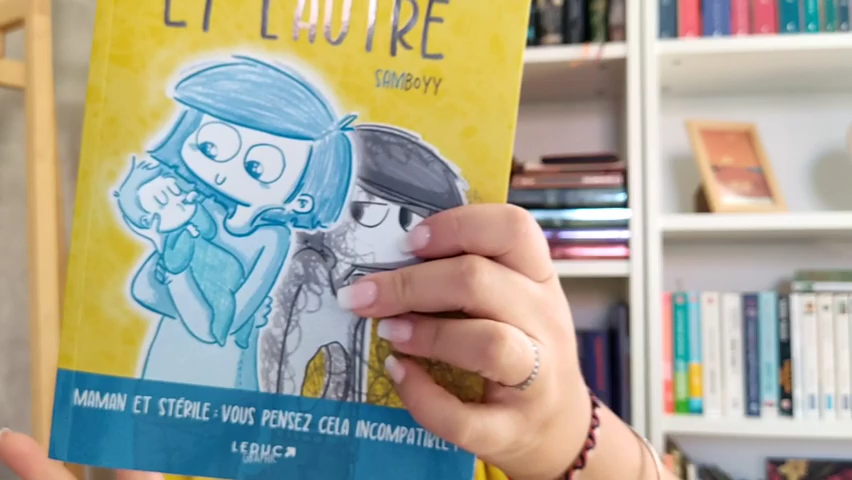 ET L'AUTRE
SAMBOYY
MAMAN ET STÉRILE : VOUS PENSEZ CELA INCOMPATIBLE ?
LEDUC
GRAPHIC